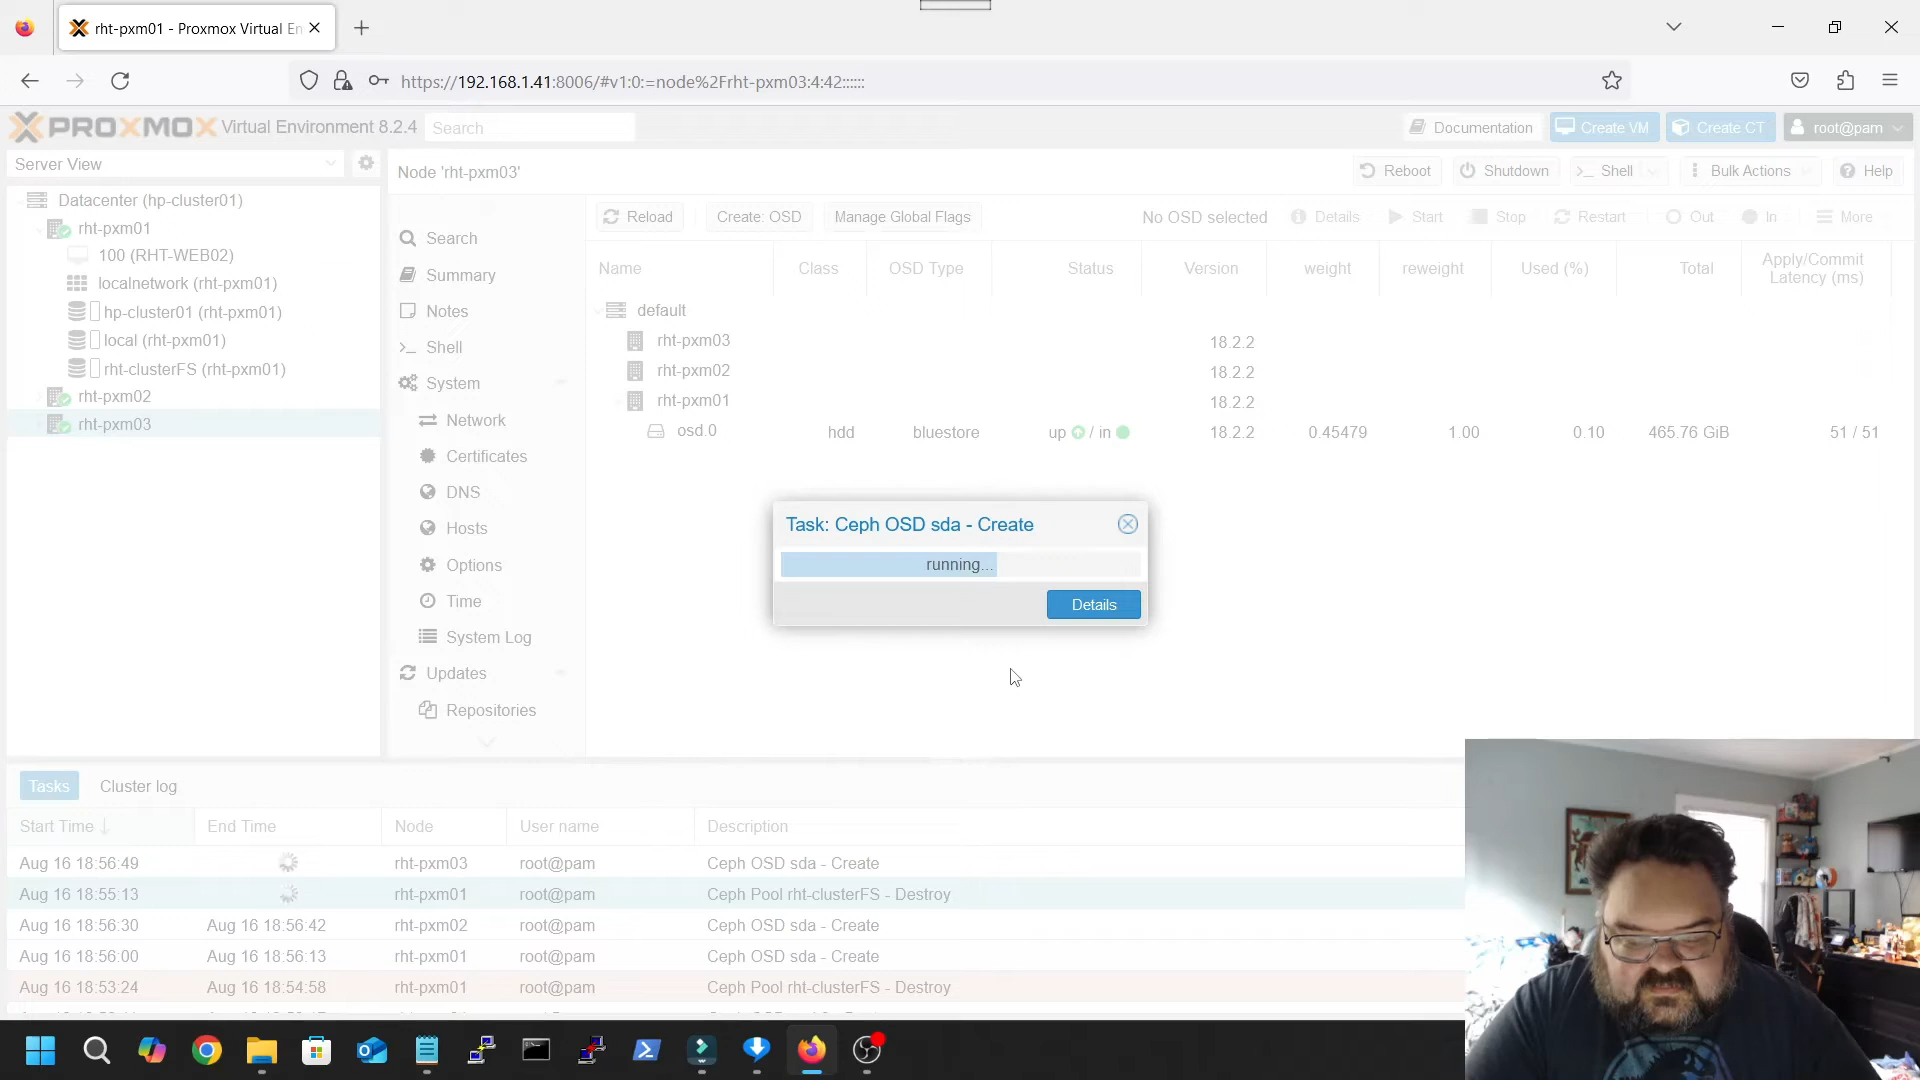 rht-pxm01 - Proxmox Virtual En
https://192.168.1.41:8006/#v1:0:=node%2Frht-pxm03:4:42::::::
PROXMOX Virtual Environment 8.2.4 Search Documentation Create VM Create CT root@pam
Server View
Node 'rht-pxm03' Reboot Shutdown Shell Bulk Actions Help
Datacenter (hp-cluster01)
rht-pxm01
100 (RHT-WEB02)
localnetwork (rht-pxm01)
hp-cluster01 (rht-pxm01)
local (rht-pxm01)
rht-clusterFS (rht-pxm01)
rht-pxm02
rht-pxm03
Search
Summary
Notes
Shell
System
Network
Certificates
DNS
Hosts
Options
Time
System Log
Updates
Repositories
Reload Create: OSD Manage Global Flags No OSD selected Details Start Stop Restart Out In More
Name Class OSD Type Status Version weight reweight Used (%) Total Apply/Commit
Latency (ms)
default
rht-pxm03 18.2.2
rht-pxm02 18.2.2
rht-pxm01 18.2.2
osd.0 hdd bluestore up / in 18.2.2 0.45479 1.00 0.10 465.76 GiB 51 / 51
Task: Ceph OSD sda - Create
running...
Details
Tasks Cluster log
Start Time End Time Node User name Description
Aug 16 18:56:49 rht-pxm03 root@pam Ceph OSD sda - Create
Aug 16 18:55:13 rht-pxm01 root@pam Ceph Pool rht-clusterFS - Destroy
Aug 16 18:56:30 Aug 16 18:56:42 rht-pxm02 root@pam Ceph OSD sda - Create
Aug 16 18:56:00 Aug 16 18:56:13 rht-pxm01 root@pam Ceph OSD sda - Create
Aug 16 18:53:24 Aug 16 18:54:58 rht-pxm01 root@pam Ceph Pool rht-clusterFS - Destroy